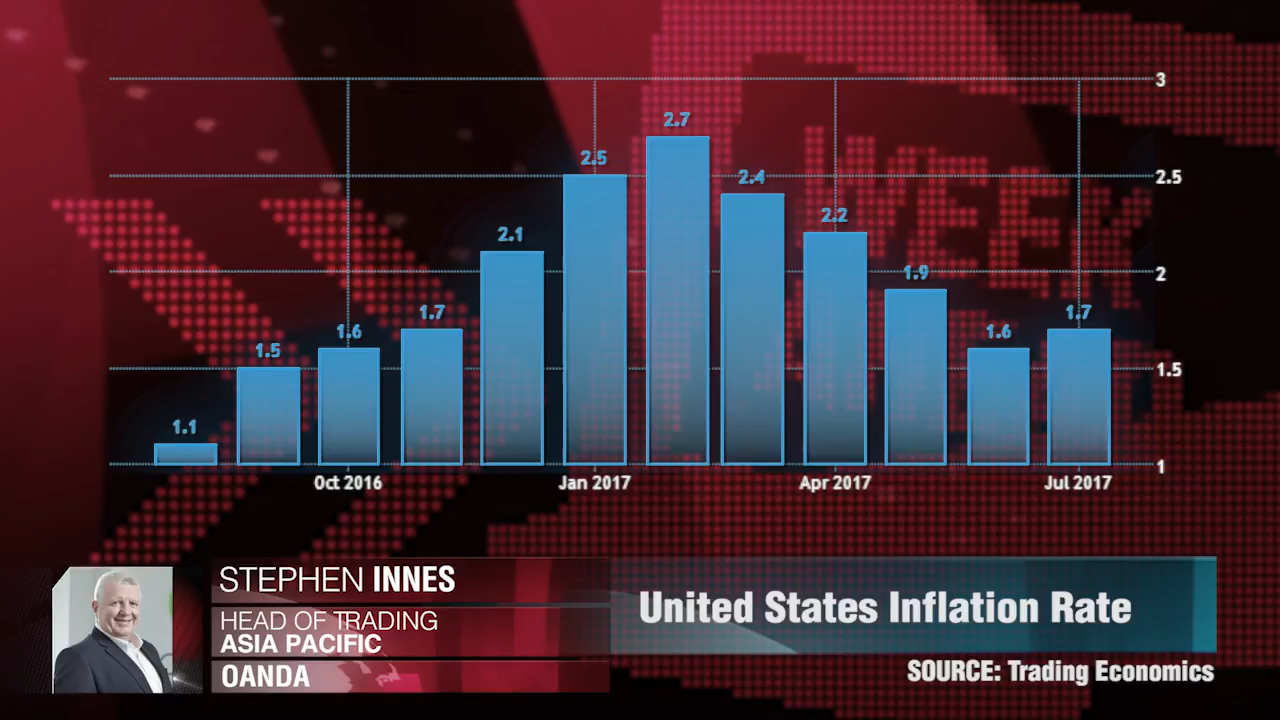 3
2.7
2.5
2.4
2.5
2.2
2.1
1.9
2
1.7
1.7
1.6
1.6
1.5
1.5
1.1
1
Oct 2016 Jan 2017 Apr 2017 Jul 2017
STEPHEN INNES
HEAD OF TRADING
ASIA PACIFIC
OANDA
United States Inflation Rate
SOURCE: Trading Economics
WEEK